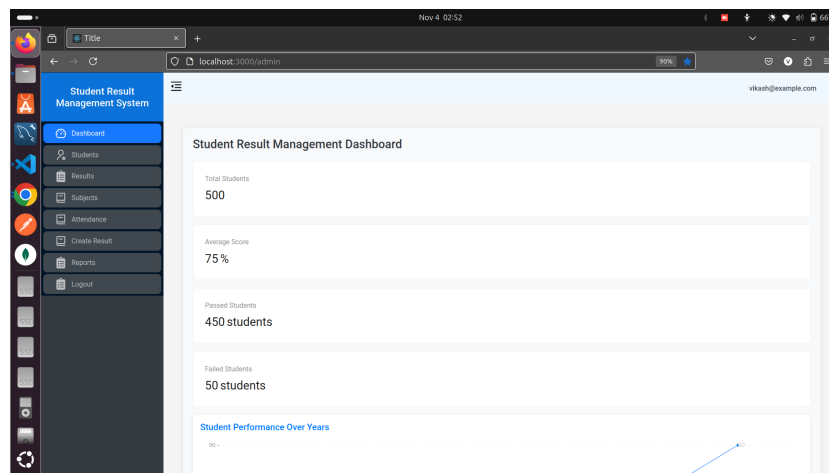 Nov 4 02:52
66
Title
localhost:3000/admin
90%
Student Result
Management System
vikash@example.com
Dashboard
Students
Results
Subjects
Attendance
Create Result
Reports
Logout
Student Result Management Dashboard
Total Students
500
Average Score
75 %
Passed Students
450 students
Failed Students
50 students
Student Performance Over Years
90